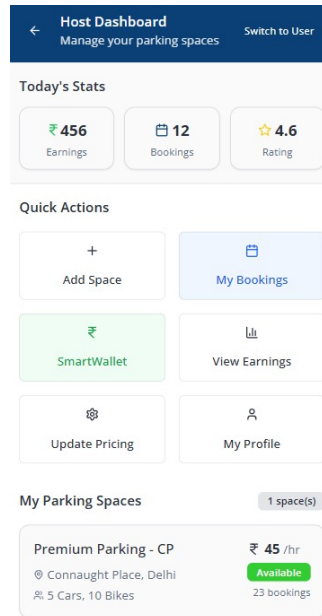 Host Dashboard
Manage your parking spaces
Switch to User
Today's Stats
₹ 456
Earnings
12
Bookings
4.6
Rating
Quick Actions
Add Space
My Bookings
₹
SmartWallet
View Earnings
Update Pricing
My Profile
My Parking Spaces
1 space(s)
Premium Parking - CP
₹ 45 /hr
Connaught Place, Delhi
Available
5 Cars, 10 Bikes
23 bookings